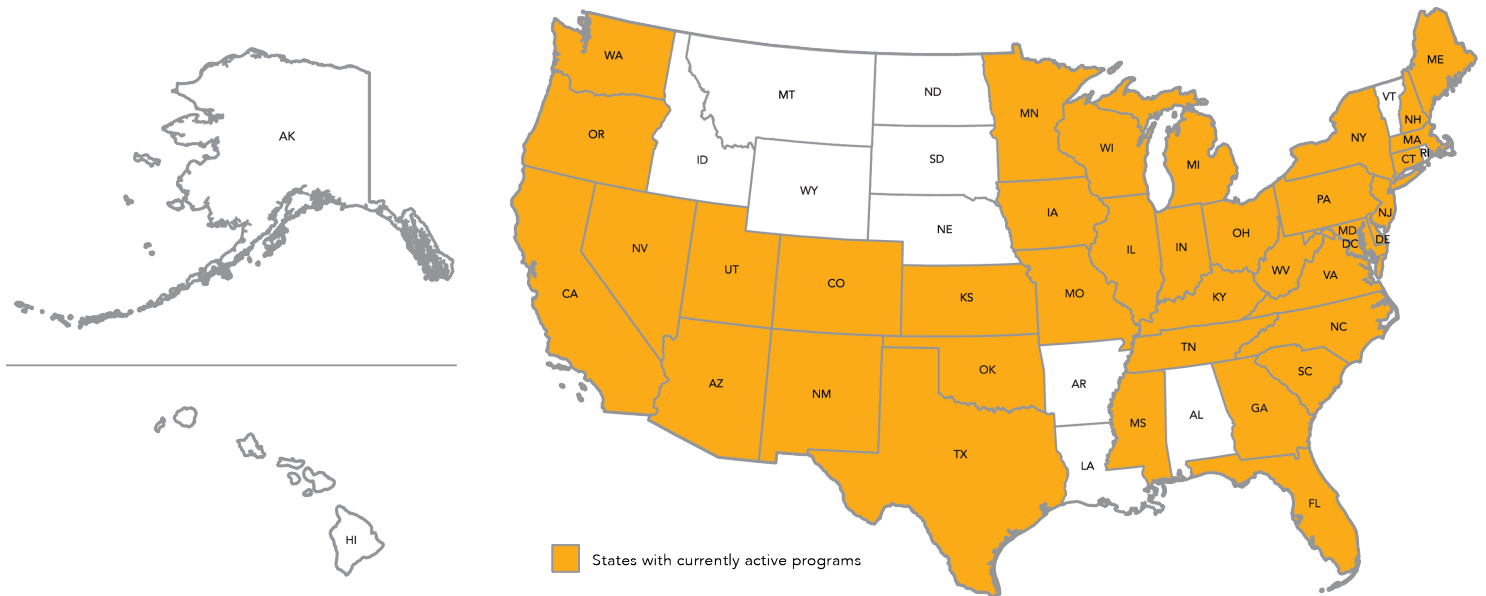 WA
ME
MT
ND
VT
MN
NH
OR
AK
NY
MA
WI
RI
ID
SD
CT
MI
WY
PA
IA
NJ
NE
MD
OH
DE
DC
NV
IL
IN
UT
WV
VA
CO
KY
CA
KS
MO
NC
TN
SC
AZ
OK
AR
NM
GA
AL
MS
TX
LA
FL
HI
States with currently active programs